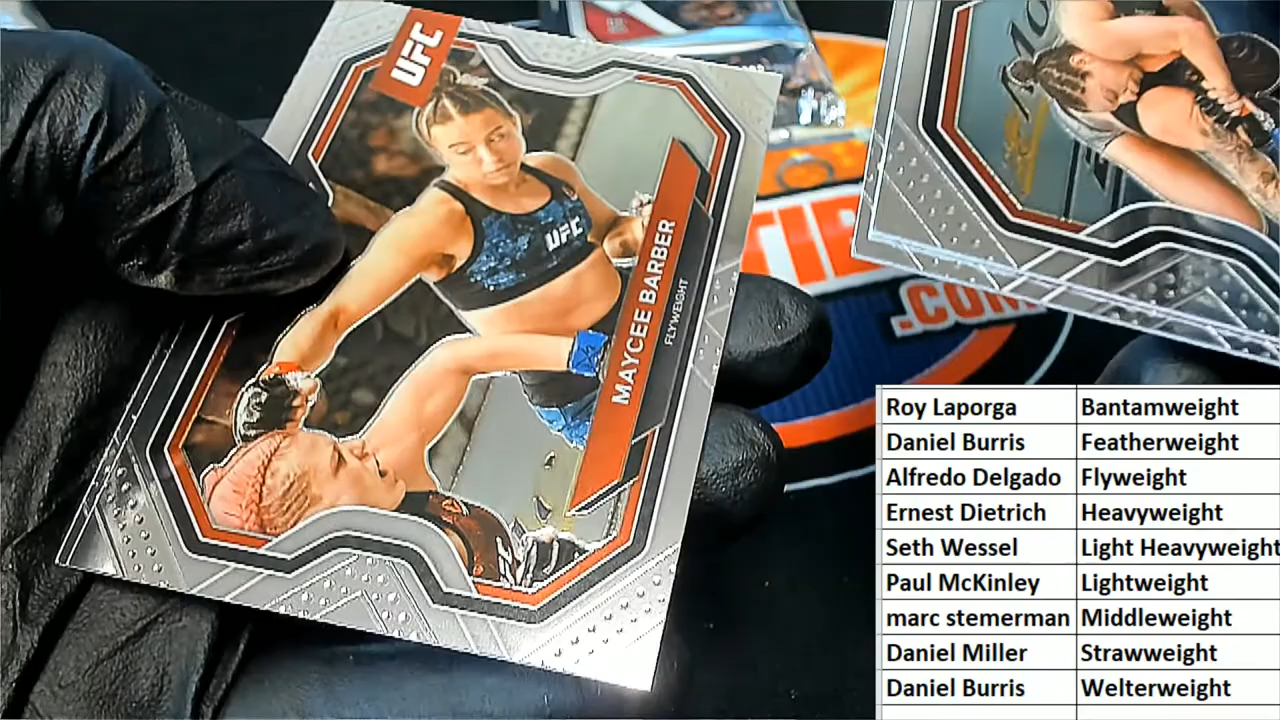 UFC
UFC
MAYCEE BARBER
FLYWEIGHT
.COM
Roy Laporga Bantamweight
Daniel Burris Featherweight
Alfredo Delgado Flyweight
Ernest Dietrich Heavyweight
Seth Wessel Light Heavyweight
Paul McKinley Lightweight
marc stemerman Middleweight
Daniel Miller Strawweight
Daniel Burris Welterweight